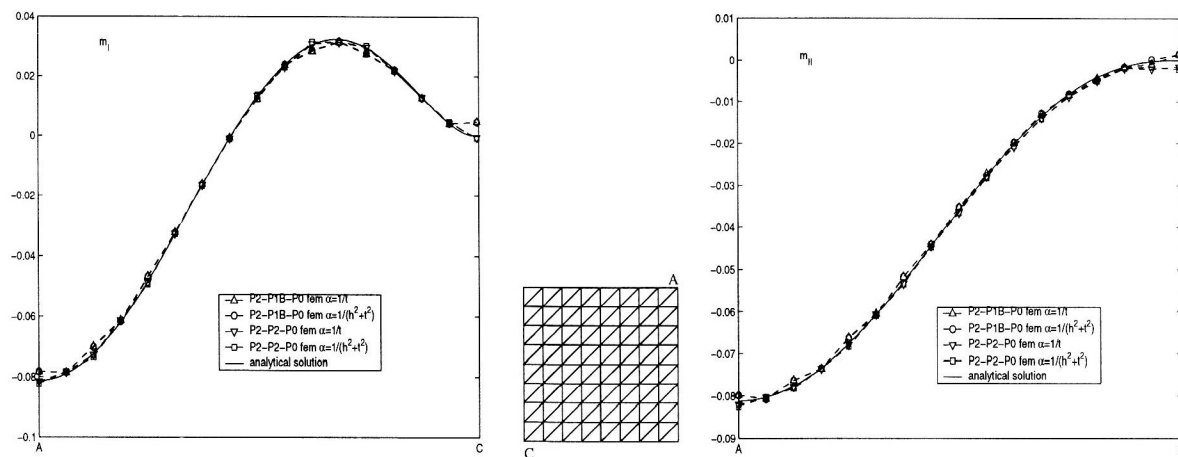 0.04
m_I
0.02
0
−0.02
−0.04
−0.06
−0.08
−0.1
A
C
P2−P1B−P0 fem α=1/t
P2−P1B−P0 fem α=1/(h²+t²)
P2−P2−P0 fem α=1/t
P2−P2−P0 fem α=1/(h²+t²)
analytical solution
A
C
0.01
m_II
0
−0.01
−0.02
−0.03
−0.04
−0.05
−0.06
−0.07
−0.08
−0.09
A
P2−P1B−P0 fem α=1/t
P2−P1B−P0 fem α=1/(h²+t²)
P2−P2−P0 fem α=1/t
P2−P2−P0 fem α=1/(h²+t²)
analytical solution